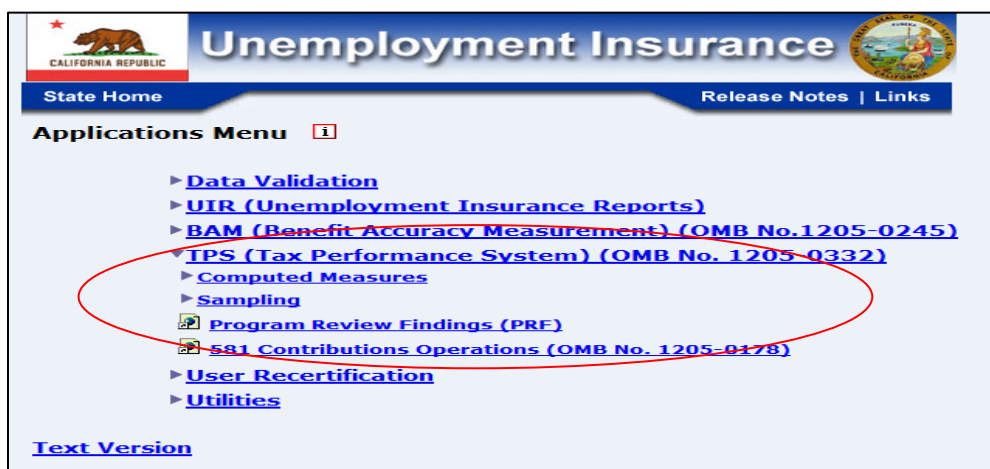 CALIFORNIA REPUBLIC
Unemployment Insurance
State Home
Release Notes | Links
Applications Menu i
Data Validation
UIR (Unemployment Insurance Reports)
BAM (Benefit Accuracy Measurement) (OMB No.1205-0245)
TPS (Tax Performance System) (OMB No. 1205-0332)
Computed Measures
Sampling
Program Review Findings (PRF)
581 Contributions Operations (OMB No. 1205-0178)
User Recertification
Utilities
Text Version